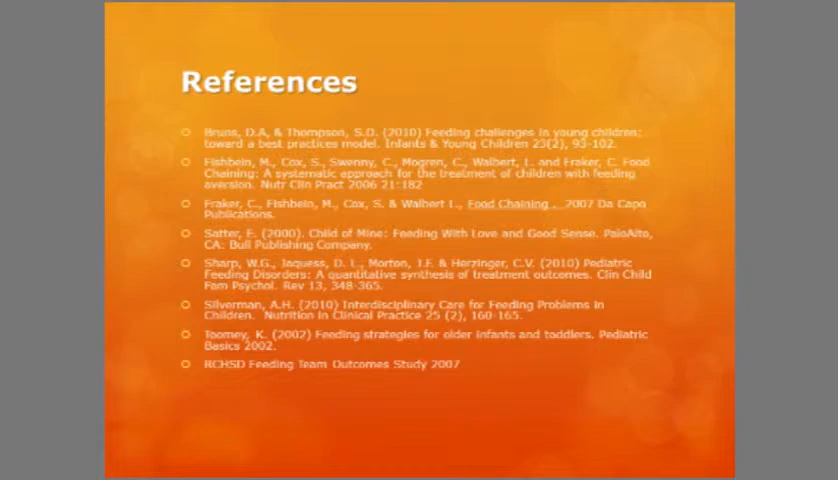 References
Bruns, D.A, & Thompson, S.D. (2010) Feeding challenges in young children:
toward a best practices model. Infants & Young Children 23(2), 93-102.
Fishbein, M., Cox, S., Swenny, C., Mogren, C., Walbert, L. and Fraker, C. Food
Chaining: A systematic approach for the treatment of children with feeding
aversion. Nutr Clin Pract 2006 21:182
Fraker, C., Fishbein, M., Cox, S. & Walbert L., Food Chaining . 2007 Da Capo
Publications.
Satter, E. (2000). Child of Mine: Feeding With Love and Good Sense. PaloAlto,
CA: Bull Publishing Company.
Sharp, W.G., Jaquess, D. L., Morton, J.F. & Herzinger, C.V. (2010) Pediatric
Feeding Disorders: A quantitative synthesis of treatment outcomes. Clin Child
Fam Psychol. Rev 13, 348-365.
Silverman, A.H. (2010) Interdisciplinary Care for Feeding Problems in
Children. Nutrition in Clinical Practice 25 (2), 160-165.
Toomey, K. (2002) Feeding strategies for older infants and toddlers. Pediatric
Basics 2002.
RCHSD Feeding Team Outcomes Study 2007